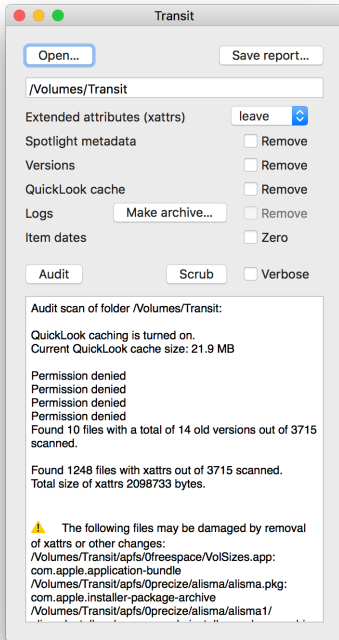 Transit
Open... Save report...
/Volumes/Transit
Extended attributes (xattrs) leave
Spotlight metadata Remove
Versions Remove
QuickLook cache Remove
Logs Make archive... Remove
Item dates Zero
Audit Scrub Verbose
Audit scan of folder /Volumes/Transit:
QuickLook caching is turned on.
Current QuickLook cache size: 21.9 MB
Permission denied
Permission denied
Permission denied
Permission denied
Found 10 files with a total of 14 old versions out of 3715
scanned.
Found 1248 files with xattrs out of 3715 scanned.
Total size of xattrs 2098733 bytes.
The following files may be damaged by removal
of xattrs or other changes:
/Volumes/Transit/apfs/0freespace/VolSizes.app:
com.apple.application-bundle
/Volumes/Transit/apfs/0precize/alisma/alisma.pkg:
com.apple.installer-package-archive
/Volumes/Transit/apfs/0precize/alisma/alisma1/